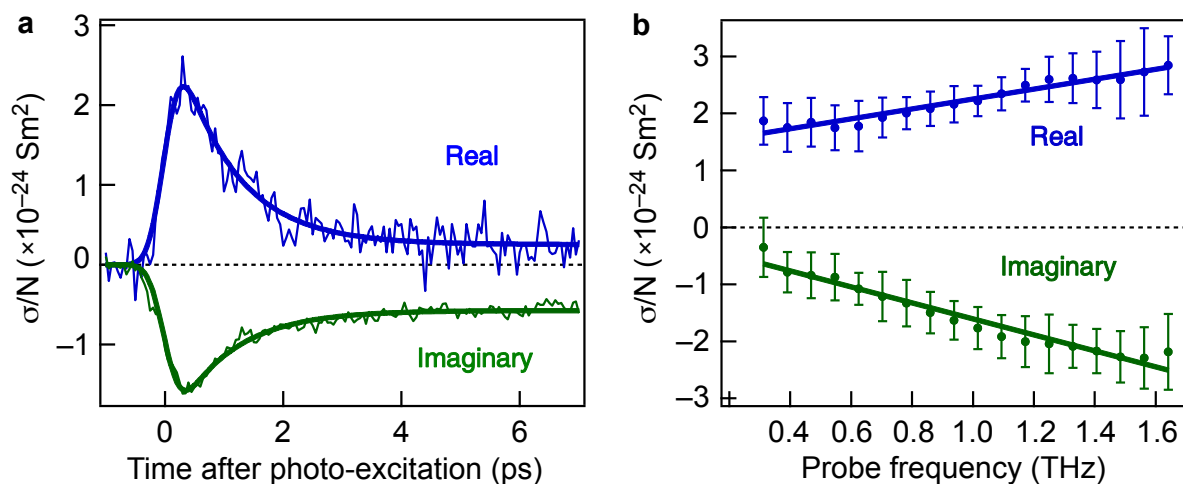 a
σ/N (×10⁻²⁴ Sm²)
3
2
1
0
−1
Real
Imaginary
0
2
4
6
Time after photo-excitation (ps)
b
σ/N (×10⁻²⁴ Sm²)
3
2
1
0
−1
−2
−3
Real
Imaginary
0.4
0.6
0.8
1.0
1.2
1.4
1.6
Probe frequency (THz)